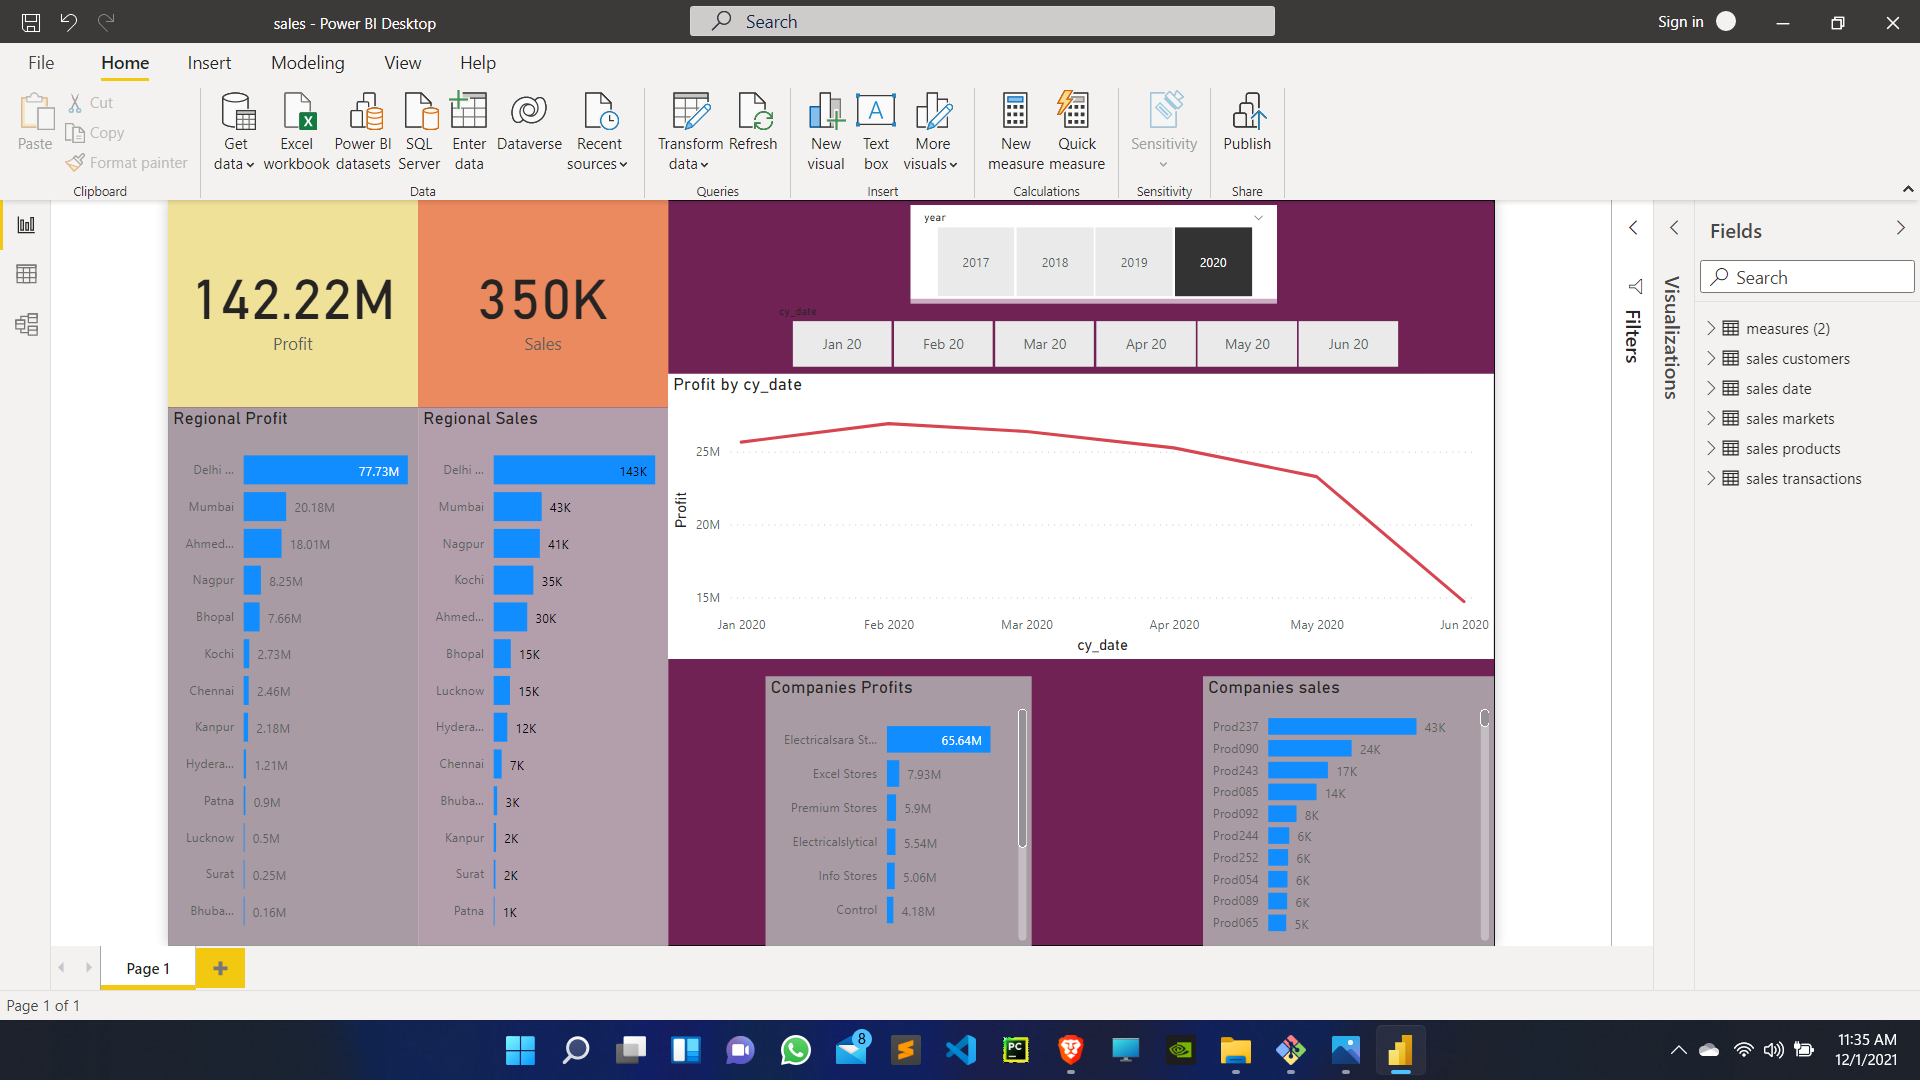 sales - Power BI Desktop
Search
Sign in
File
Home
Insert
Modeling
View
Help
Paste
Cut
Copy
Format painter
Clipboard
Get data
Excel workbook
Power BI datasets
SQL Server
Enter data
Dataverse
Recent sources
Data
Transform data
Refresh
Queries
New visual
Text box
More visuals
Insert
New measure
Quick measure
Calculations
Sensitivity
Sensitivity
Publish
Share
142.22M
Profit
350K
Sales
year
2017
2018
2019
2020
cy_date
Jan 20
Feb 20
Mar 20
Apr 20
May 20
Jun 20
Regional Profit
Delhi ... 77.73M
Mumbai 20.18M
Ahmed... 18.01M
Nagpur 8.25M
Bhopal 7.66M
Kochi 2.73M
Chennai 2.46M
Kanpur 2.18M
Hydera... 1.21M
Patna 0.9M
Lucknow 0.5M
Surat 0.25M
Bhuba... 0.16M
Regional Sales
Delhi ... 143K
Mumbai 43K
Nagpur 41K
Kochi 35K
Ahmed... 30K
Bhopal 15K
Lucknow 15K
Hydera... 12K
Chennai 7K
Bhuba... 3K
Kanpur 2K
Surat 2K
Patna 1K
Profit by cy_date
Profit
25M
20M
15M
Jan 2020
Feb 2020
Mar 2020
Apr 2020
May 2020
Jun 2020
cy_date
Companies Profits
Electricalsara St... 65.64M
Excel Stores 7.93M
Premium Stores 5.9M
Electricalslytical 5.54M
Info Stores 5.06M
Control 4.18M
Companies sales
Prod237 43K
Prod090 24K
Prod243 17K
Prod085 14K
Prod092 8K
Prod244 6K
Prod252 6K
Prod054 6K
Prod089 6K
Prod065 5K
Filters
Visualizations
Fields
Search
measures (2)
sales customers
sales date
sales markets
sales products
sales transactions
Page 1
Page 1 of 1
8
PC
11:35 AM
12/1/2021